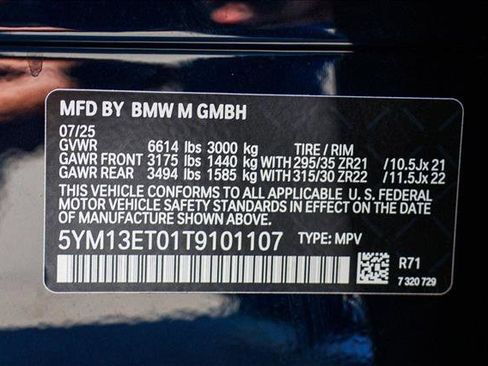 MFD BY BMW M GMBH
07/25
GVWR 6614 lbs 3000 kg TIRE / RIM
GAWR FRONT 3175 lbs 1440 kg WITH 295/35 ZR21 /10.5Jx 21
GAWR REAR 3494 lbs 1585 kg WITH 315/30 ZR22 /11.5Jx 22
THIS VEHICLE CONFORMS TO ALL APPLICABLE U. S. FEDERAL
MOTOR VEHICLE SAFETY STANDARDS IN EFFECT ON THE
DATE OF MANUFACTURE SHOWN ABOVE.
5YM13ET01T9101107 TYPE: MPV
R71
7 320 729